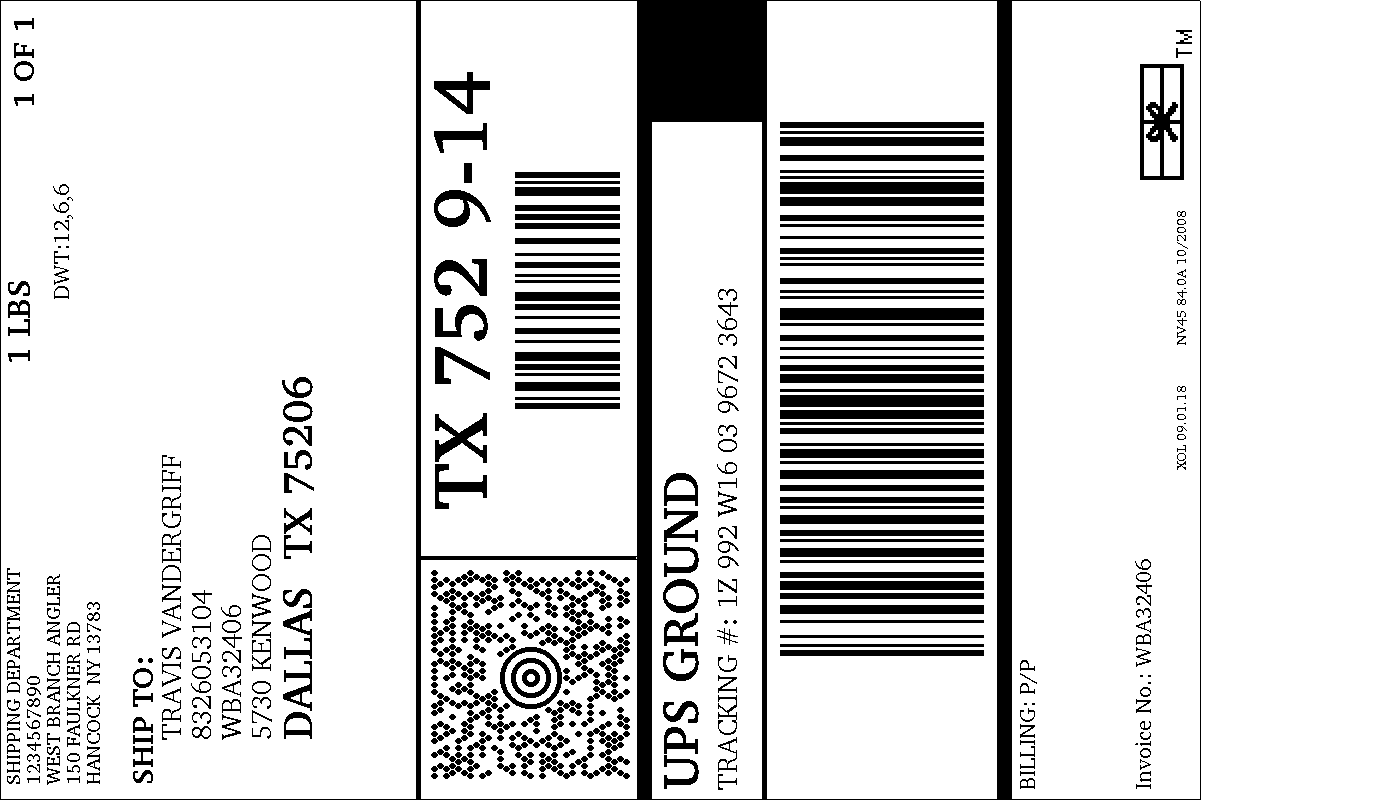 SHIPPING DEPARTMENT
1234567890
WEST BRANCH ANGLER
150 FAULKNER RD
HANCOCK NY 13783
1 LBS
1 OF 1
DWT:12,6,6
SHIP TO:
TRAVIS VANDERGRIFF
8326053104
WBA32406
5730 KENWOOD
DALLAS TX 75206
TX 752 9-14
UPS GROUND
TRACKING #: 1Z 992 W16 03 9672 3643
BILLING: P/P
Invoice No.: WBA32406
XOL 09.01.18 NV45 84.0A 10/2008
TM